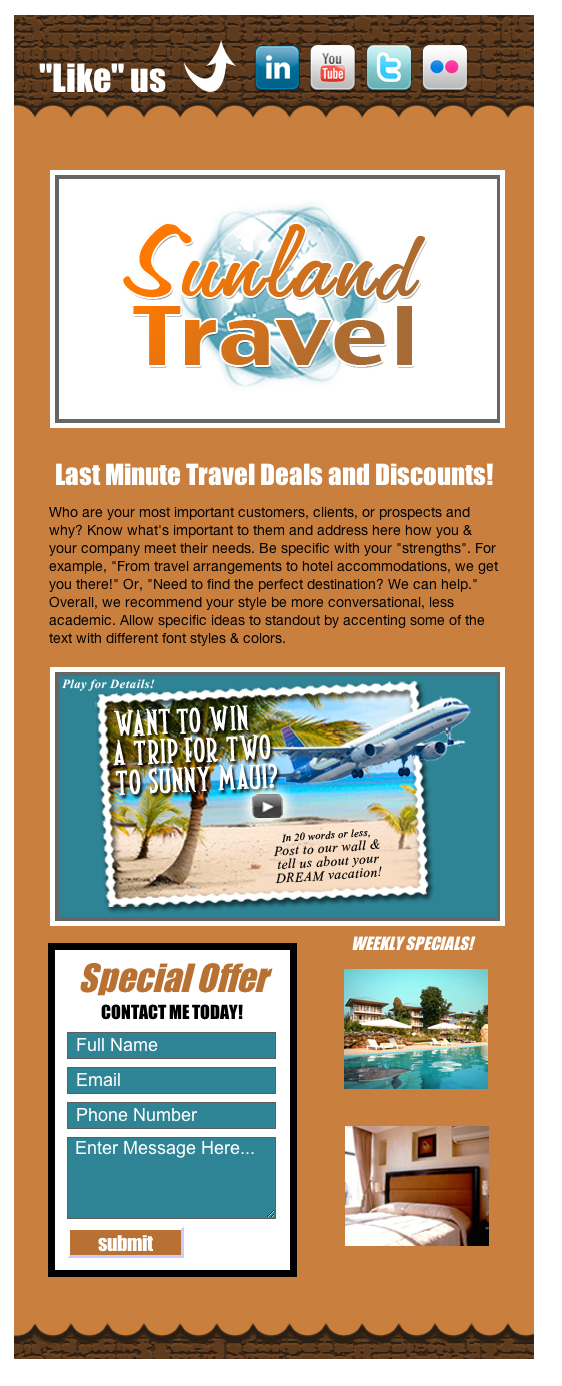 "Like" us
in
You
Tube
Sunland
Travel
Last Minute Travel Deals and Discounts!
Who are your most important customers, clients, or prospects and
why? Know what's important to them and address here how you &
your company meet their needs. Be specific with your "strengths". For
example, "From travel arrangements to hotel accommodations, we get
you there!" Or, "Need to find the perfect destination? We can help."
Overall, we recommend your style be more conversational, less
academic. Allow specific ideas to standout by accenting some of the
text with different font styles & colors.
Play for Details!
WANT TO WIN
A TRIP FOR TWO
TO SUNNY MAUI?
In 20 words or less,
Post to our wall &
tell us about your
DREAM vacation!
WEEKLY SPECIALS!
Special Offer
CONTACT ME TODAY!
Full Name
Email
Phone Number
Enter Message Here...
submit